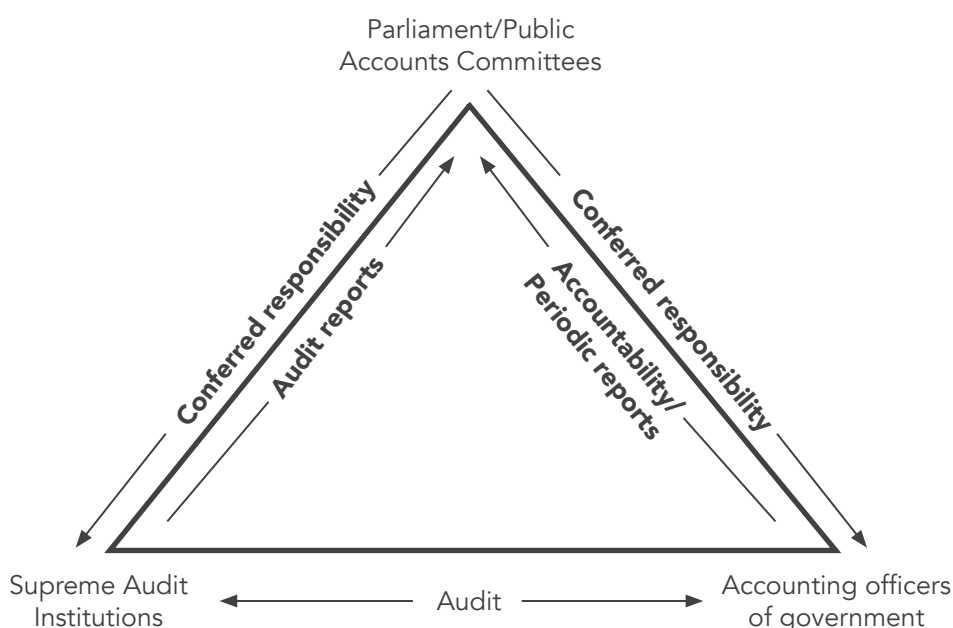 Parliament/Public
Accounts Committees
Conferred responsibility
Audit reports
Conferred responsibility
Accountability/
Periodic reports
Supreme Audit
Institutions
Audit
Accounting officers
of government